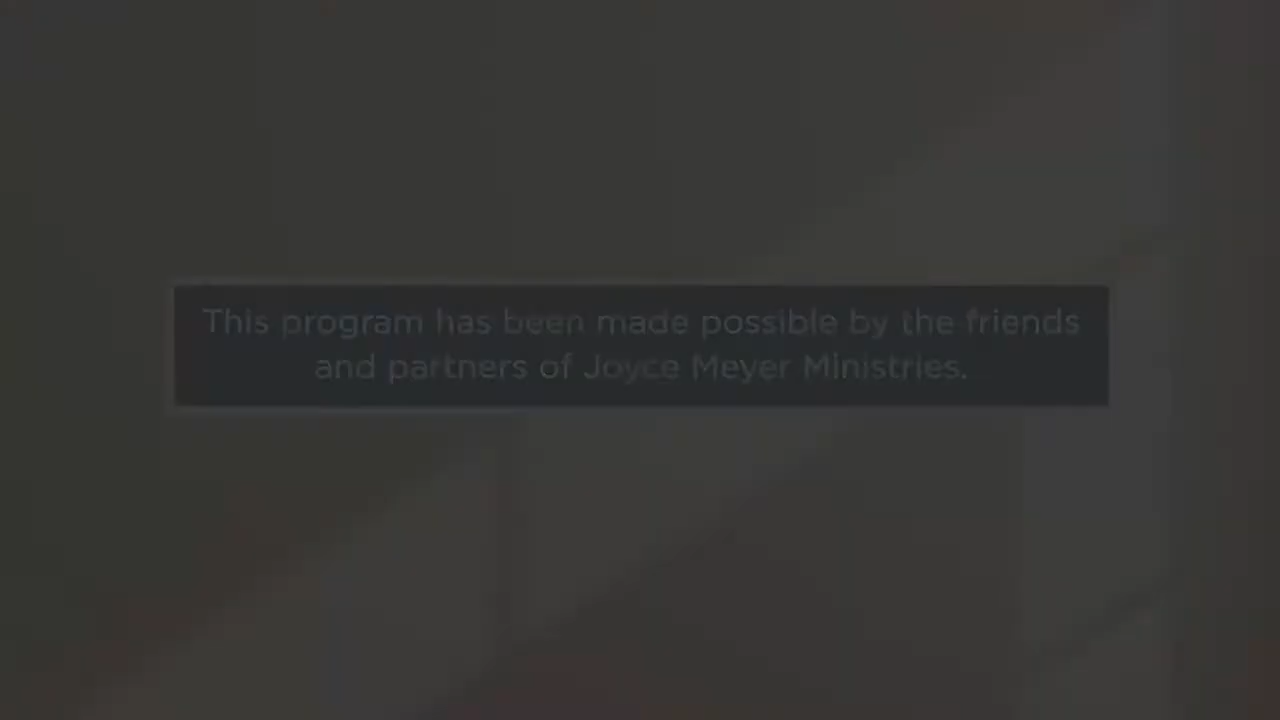 This program has been made possible by the friends
and partners of Joyce Meyer Ministries.